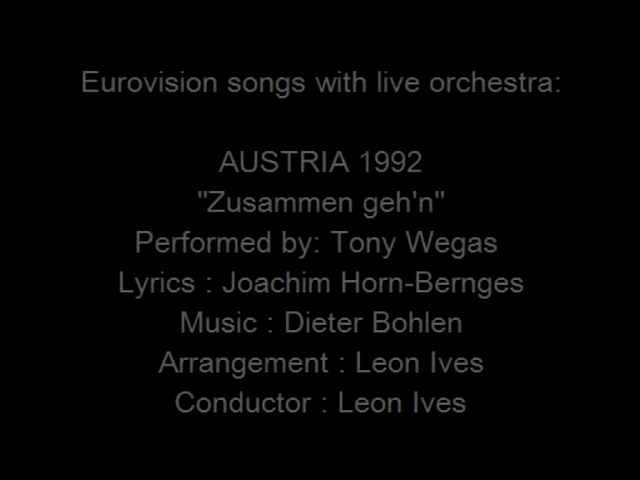 Eurovision songs with live orchestra:
AUSTRIA 1992
"Zusammen geh'n"
Performed by: Tony Wegas
Lyrics : Joachim Horn-Bernges
Music : Dieter Bohlen
Arrangement : Leon Ives
Conductor : Leon Ives